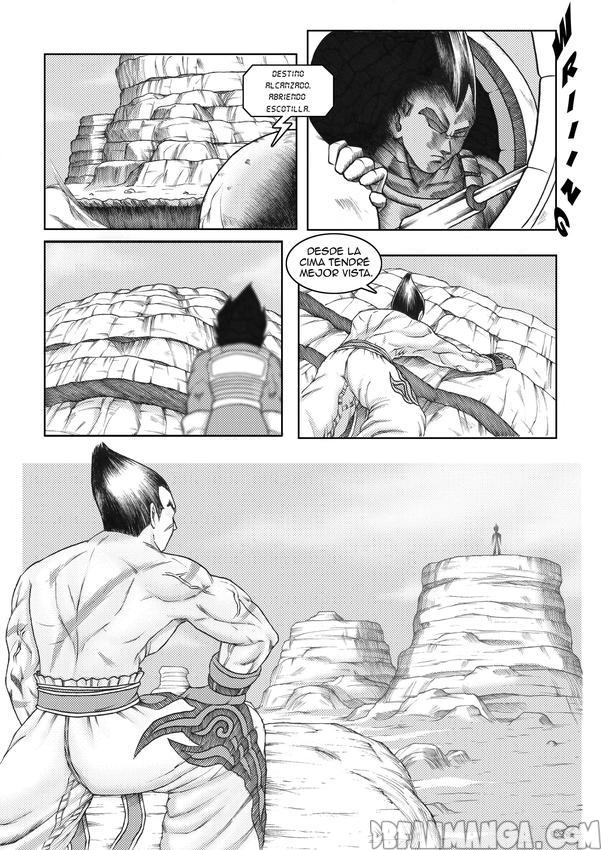 DESTINO
ALCANZADO.
ABRIENDO
ESCOTILLA.
WRIIING
DESDE LA
CIMA TENDRÉ
MEJOR VISTA.
DBFANMANGA.COM